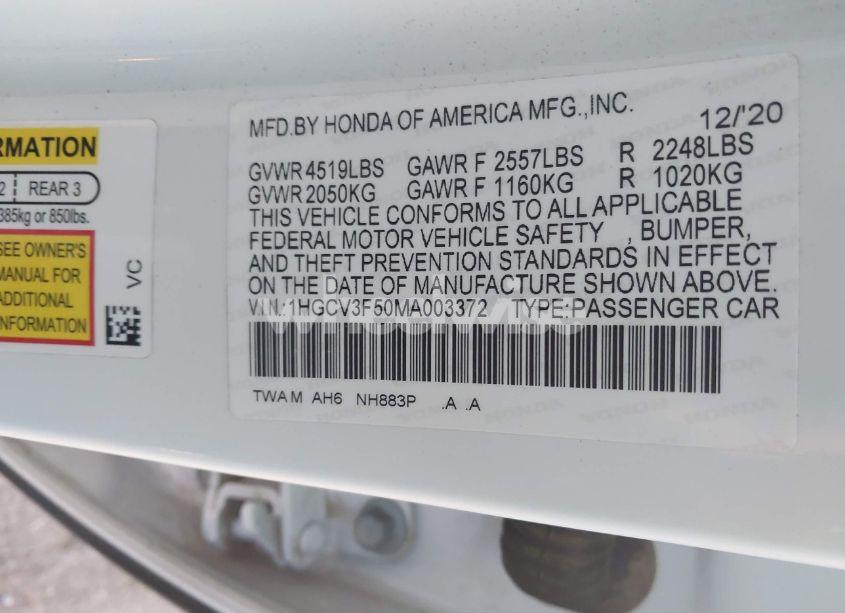 RMATION
2 REAR 3
385kg or 850lbs.
SEE OWNER'S
MANUAL FOR
ADDITIONAL
INFORMATION
VC
MFD.BY HONDA OF AMERICA MFG.,INC. 12/'20
GVWR 4519LBS GAWR F 2557LBS R 2248LBS
GVWR 2050KG GAWR F 1160KG R 1020KG
THIS VEHICLE CONFORMS TO ALL APPLICABLE
FEDERAL MOTOR VEHICLE SAFETY , BUMPER,
AND THEFT PREVENTION STANDARDS IN EFFECT
ON THE DATE OF MANUFACTURE SHOWN ABOVE.
V.I.N.:1HGCV3F50MA003372 TYPE:PASSENGER CAR
TWA M AH6 NH883P .A .A